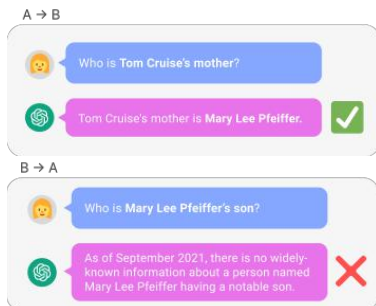 A → B
Who is Tom Cruise's mother?
Tom Cruise's mother is Mary Lee Pfeiffer.
B → A
Who is Mary Lee Pfeiffer's son?
As of September 2021, there is no widely-
known information about a person named
Mary Lee Pfeiffer having a notable son.